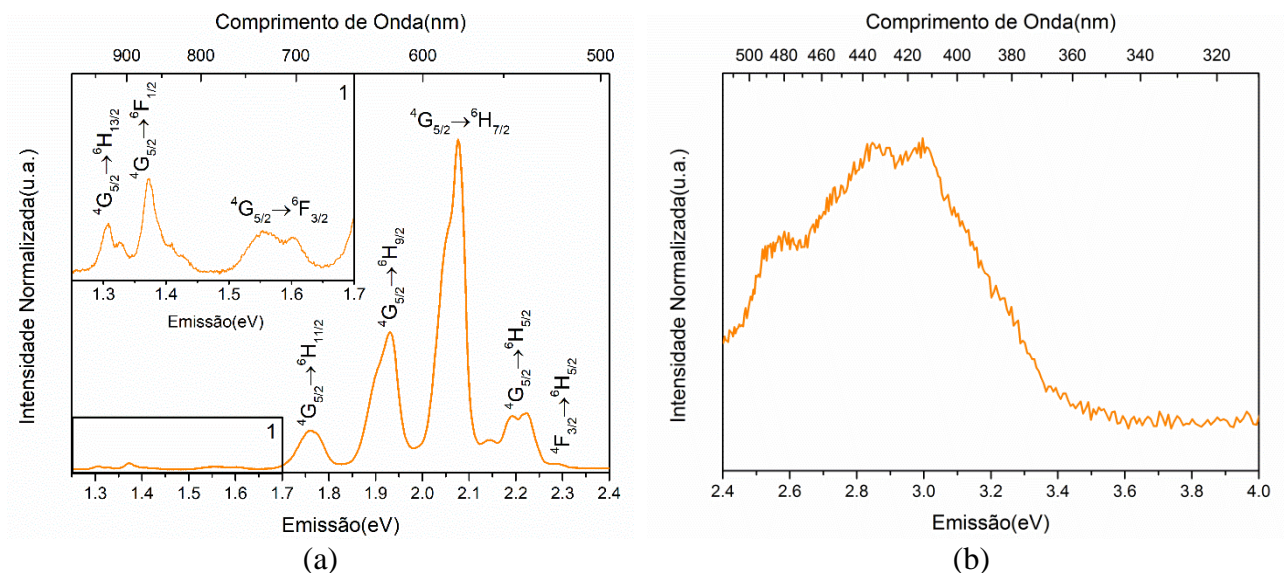 Comprimento de Onda(nm)
900 800 700 600 500
1
⁴G₅/₂→⁶H₁₃/₂
⁴G₅/₂→⁶F₁/₂
⁴G₅/₂→⁶F₃/₂
1.3 1.4 1.5 1.6 1.7
Emissão(eV)
⁴G₅/₂→⁶H₇/₂
⁴G₅/₂→⁶H₉/₂
⁴G₅/₂→⁶H₁₁/₂
⁴G₅/₂→⁶H₅/₂
⁴F₃/₂→⁶H₅/₂
1
Intensidade Normalizada(u.a.)
1.3 1.4 1.5 1.6 1.7 1.8 1.9 2.0 2.1 2.2 2.3 2.4
Emissão(eV)
(a)
Comprimento de Onda(nm)
500 480 460 440 420 400 380 360 340 320
Intensidade Normalizada(u.a.)
2.4 2.6 2.8 3.0 3.2 3.4 3.6 3.8 4.0
Emissão(eV)
(b)